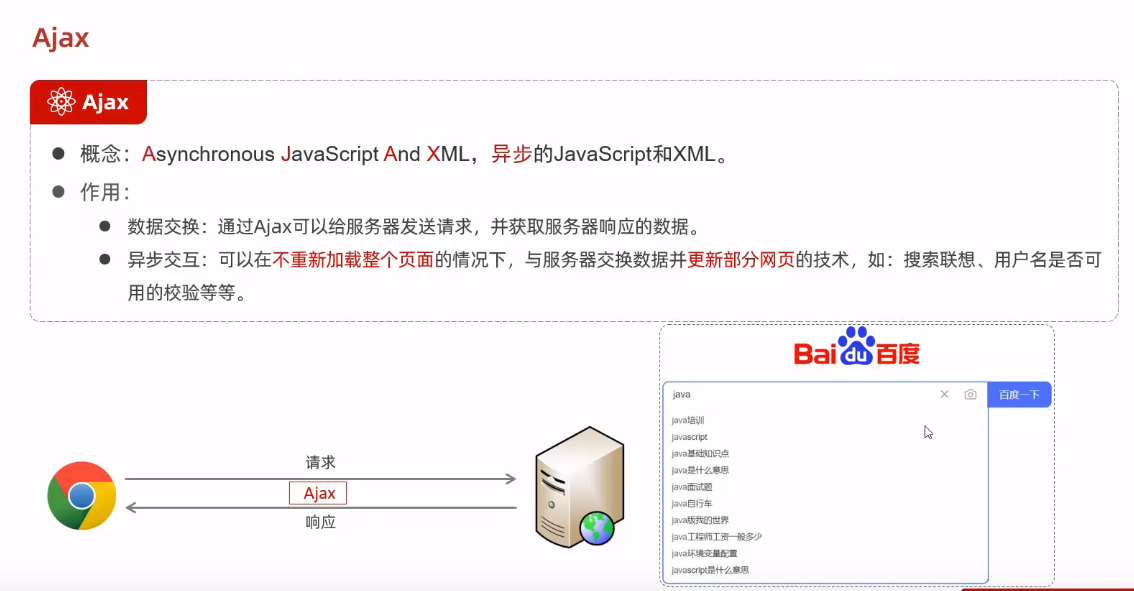 Ajax
Ajax
概念：Asynchronous JavaScript And XML，异步的JavaScript和XML。
作用：
数据交换：通过Ajax可以给服务器发送请求，并获取服务器响应的数据。
异步交互：可以在不重新加载整个页面的情况下，与服务器交换数据并更新部分网页的技术，如：搜索联想、用户名是否可
用的校验等等。
请求
Ajax
响应
Bai du 百度
java
百度一下
java培训
javascript
java基础知识点
java是什么意思
java面试题
java自行车
java版我的世界
java工程师工资一般多少
java环境变量配置
javascript是什么意思